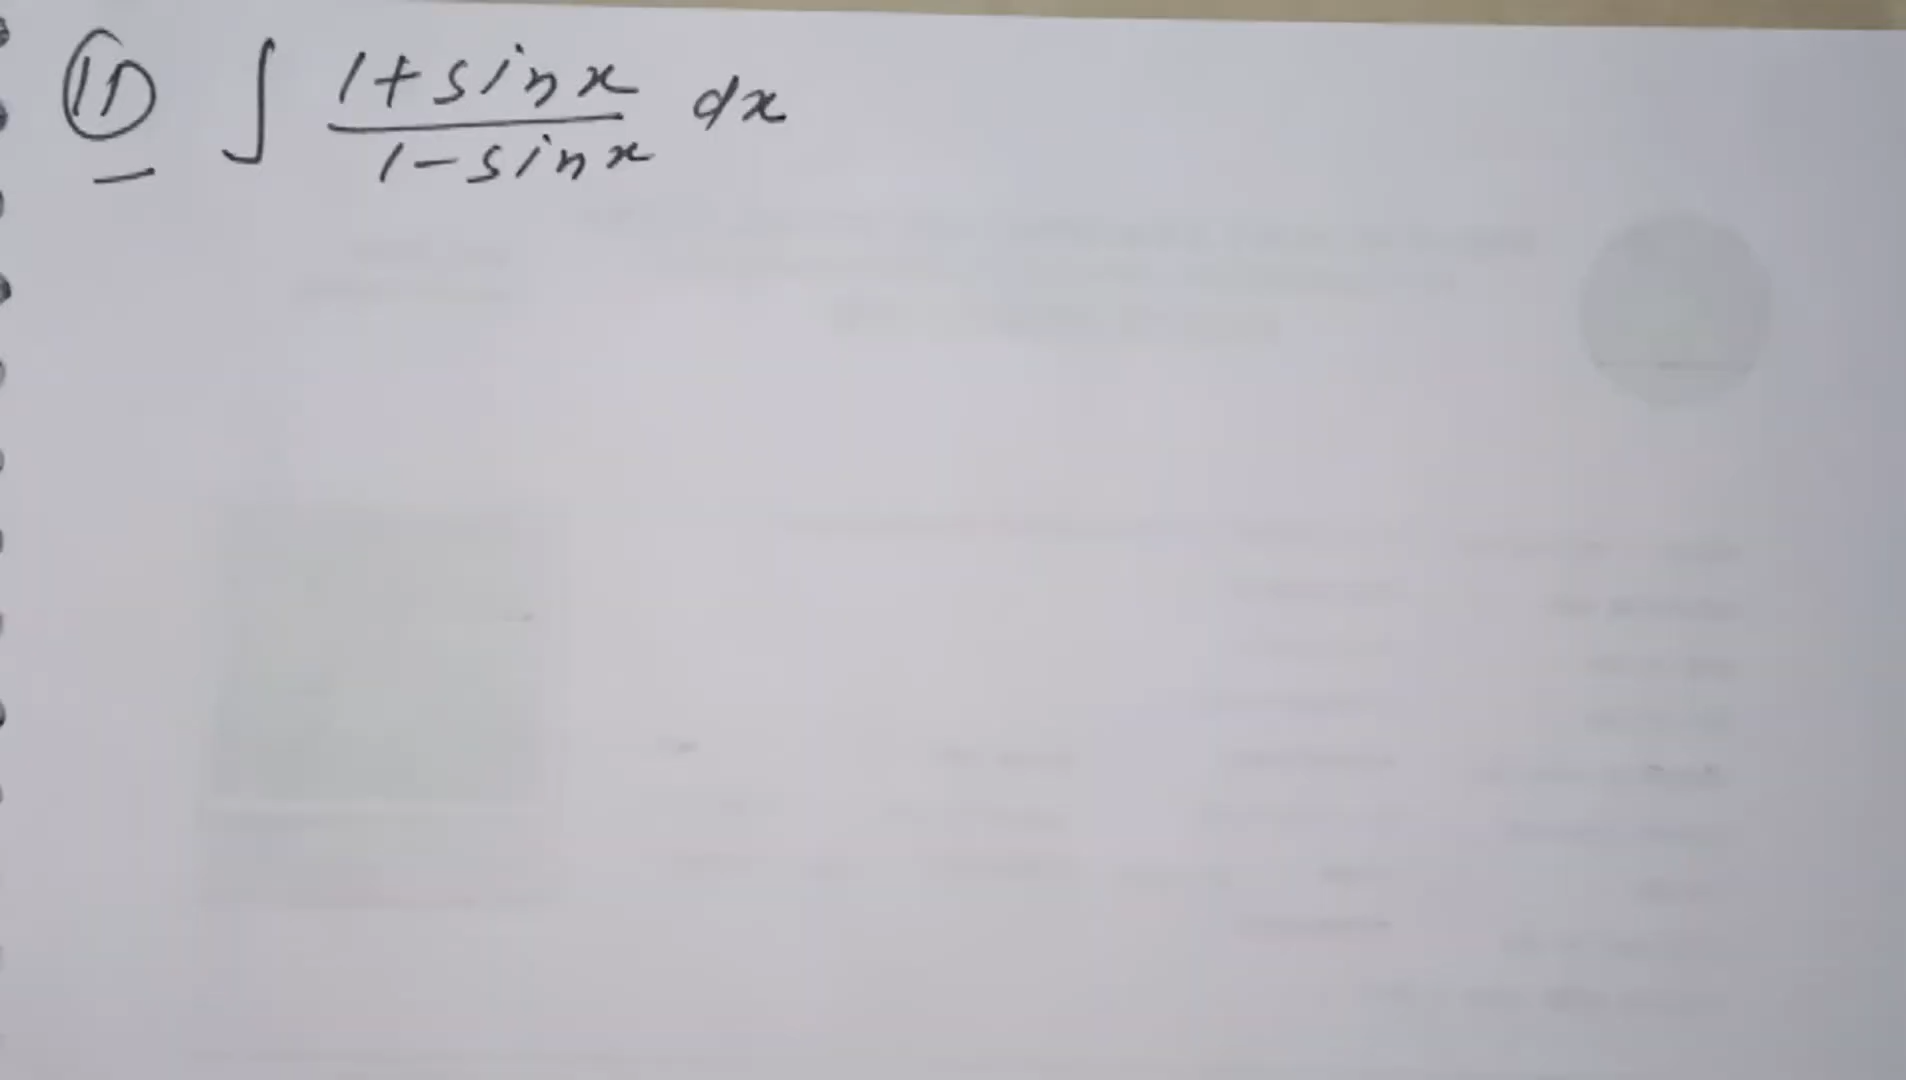 11 ∫ 1+sinx / 1-sinx dx